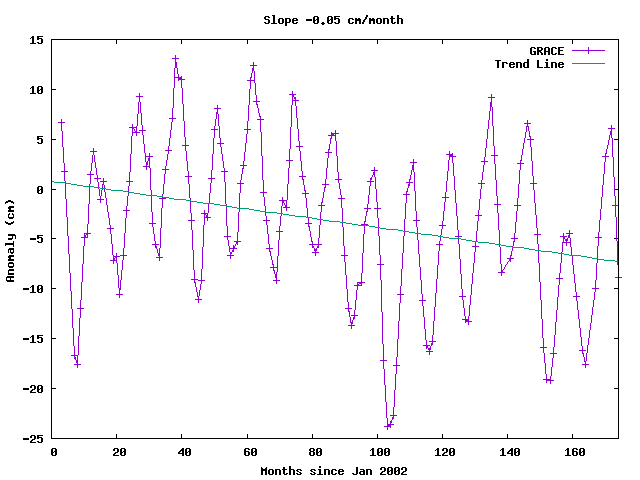 Slope -0.05 cm/month
GRACE
Trend Line
15
10
5
0
-5
-10
-15
-20
-25
Anomaly (cm)
0 20 40 60 80 100 120 140 160
Months since Jan 2002